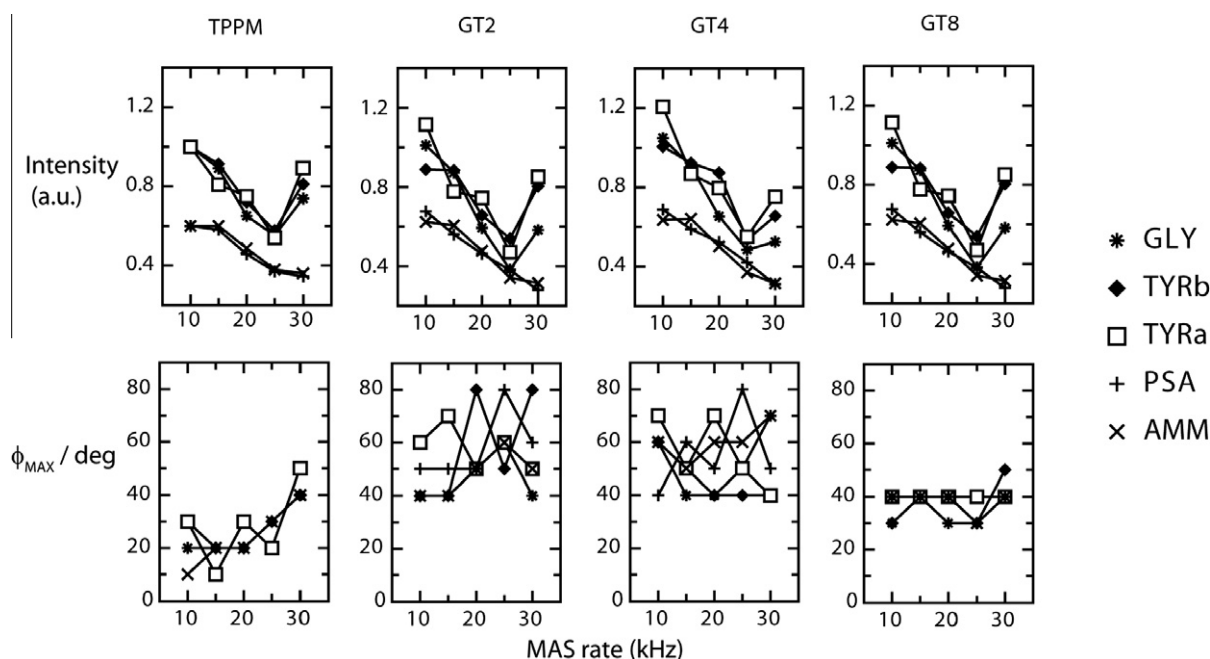 TPPM GT2 GT4 GT8
1.2 1.2 1.2 1.2
Intensity
(a.u.)
0.8 0.8 0.8 0.8
0.4 0.4 0.4 0.4
10 20 30 10 20 30 10 20 30 10 20 30
GLY
TYRb
TYRa
PSA
AMM
80 80 80 80
60 60 60 60
ϕMAX / deg
40 40 40 40
20 20 20 20
0 0 0 0
10 20 30 10 20 30 10 20 30 10 20 30
MAS rate (kHz)